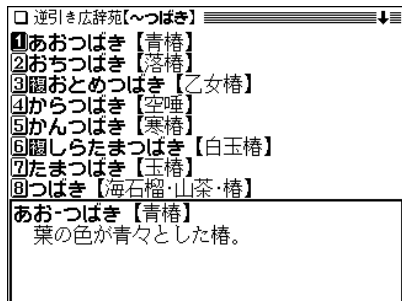 □ 逆引き広辞苑【～つばき】
1あおつばき【青椿】
2おちつばき【落椿】
3複おとめつばき【乙女椿】
4からつばき【空唾】
5かんつばき【寒椿】
6複しらたまつばき【白玉椿】
7たまつばき【玉椿】
8つばき【海石榴・山茶・椿】
あお‐つばき【青椿】
葉の色が青々とした椿。